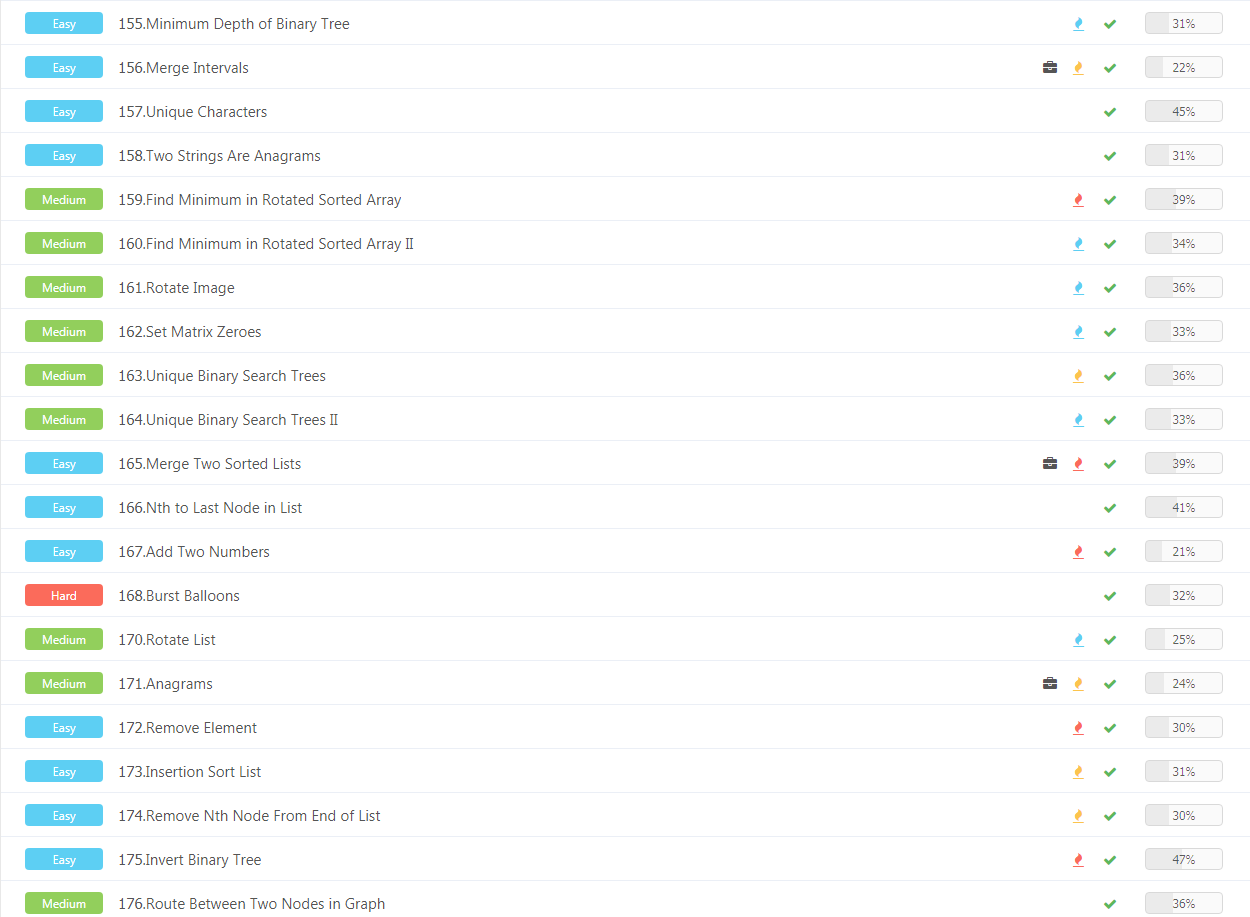 Easy 155.Minimum Depth of Binary Tree 31%
Easy 156.Merge Intervals 22%
Easy 157.Unique Characters 45%
Easy 158.Two Strings Are Anagrams 31%
Medium 159.Find Minimum in Rotated Sorted Array 39%
Medium 160.Find Minimum in Rotated Sorted Array II 34%
Medium 161.Rotate Image 36%
Medium 162.Set Matrix Zeroes 33%
Medium 163.Unique Binary Search Trees 36%
Medium 164.Unique Binary Search Trees II 33%
Easy 165.Merge Two Sorted Lists 39%
Easy 166.Nth to Last Node in List 41%
Easy 167.Add Two Numbers 21%
Hard 168.Burst Balloons 32%
Medium 170.Rotate List 25%
Medium 171.Anagrams 24%
Easy 172.Remove Element 30%
Easy 173.Insertion Sort List 31%
Easy 174.Remove Nth Node From End of List 30%
Easy 175.Invert Binary Tree 47%
Medium 176.Route Between Two Nodes in Graph 36%